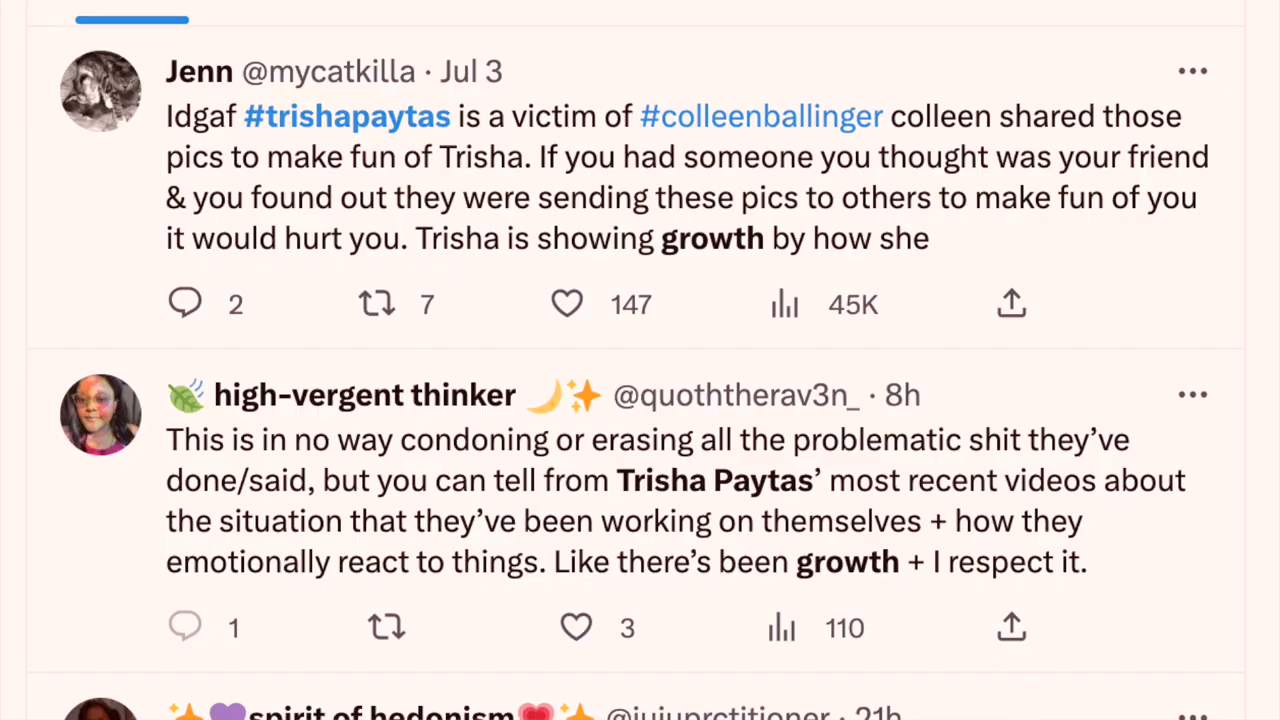 Jenn @mycatkilla · Jul 3
Idgaf #trishapaytas is a victim of #colleenballinger colleen shared those
pics to make fun of Trisha. If you had someone you thought was your friend
& you found out they were sending these pics to others to make fun of you
it would hurt you. Trisha is showing growth by how she
2 7 147 45K
high-vergent thinker @quoththerav3n_ · 8h
This is in no way condoning or erasing all the problematic shit they’ve
done/said, but you can tell from Trisha Paytas’ most recent videos about
the situation that they’ve been working on themselves + how they
emotionally react to things. Like there’s been growth + I respect it.
1 3 110
spirit of hedonism @jujuprctitioner · 21h